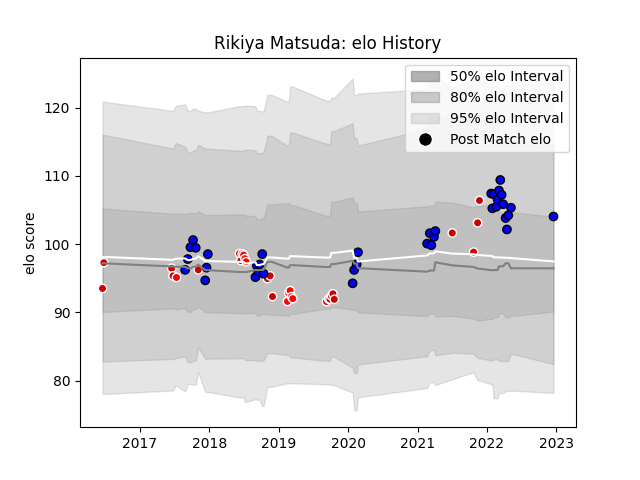 Rikiya Matsuda: elo History
50% elo Interval
80% elo Interval
95% elo Interval
Post Match elo
elo score
120
110
100
90
80
2017
2018
2019
2020
2021
2022
2023